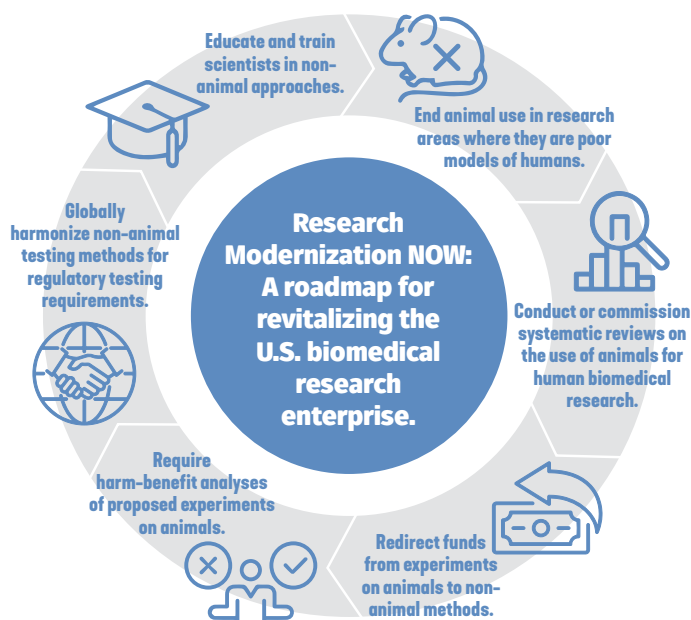 Research
Modernization NOW:
A roadmap for
revitalizing the
U.S. biomedical
research
enterprise.
End animal use in research
areas where they are poor
models of humans.
Conduct or commission
systematic reviews on
the use of animals for
human biomedical
research.
Redirect funds
from experiments
on animals to non-
animal methods.
Require
harm-benefit analyses
of proposed experiments
on animals.
Globally
harmonize non-animal
testing methods for
regulatory testing
requirements.
Educate and train
scientists in non-
animal approaches.